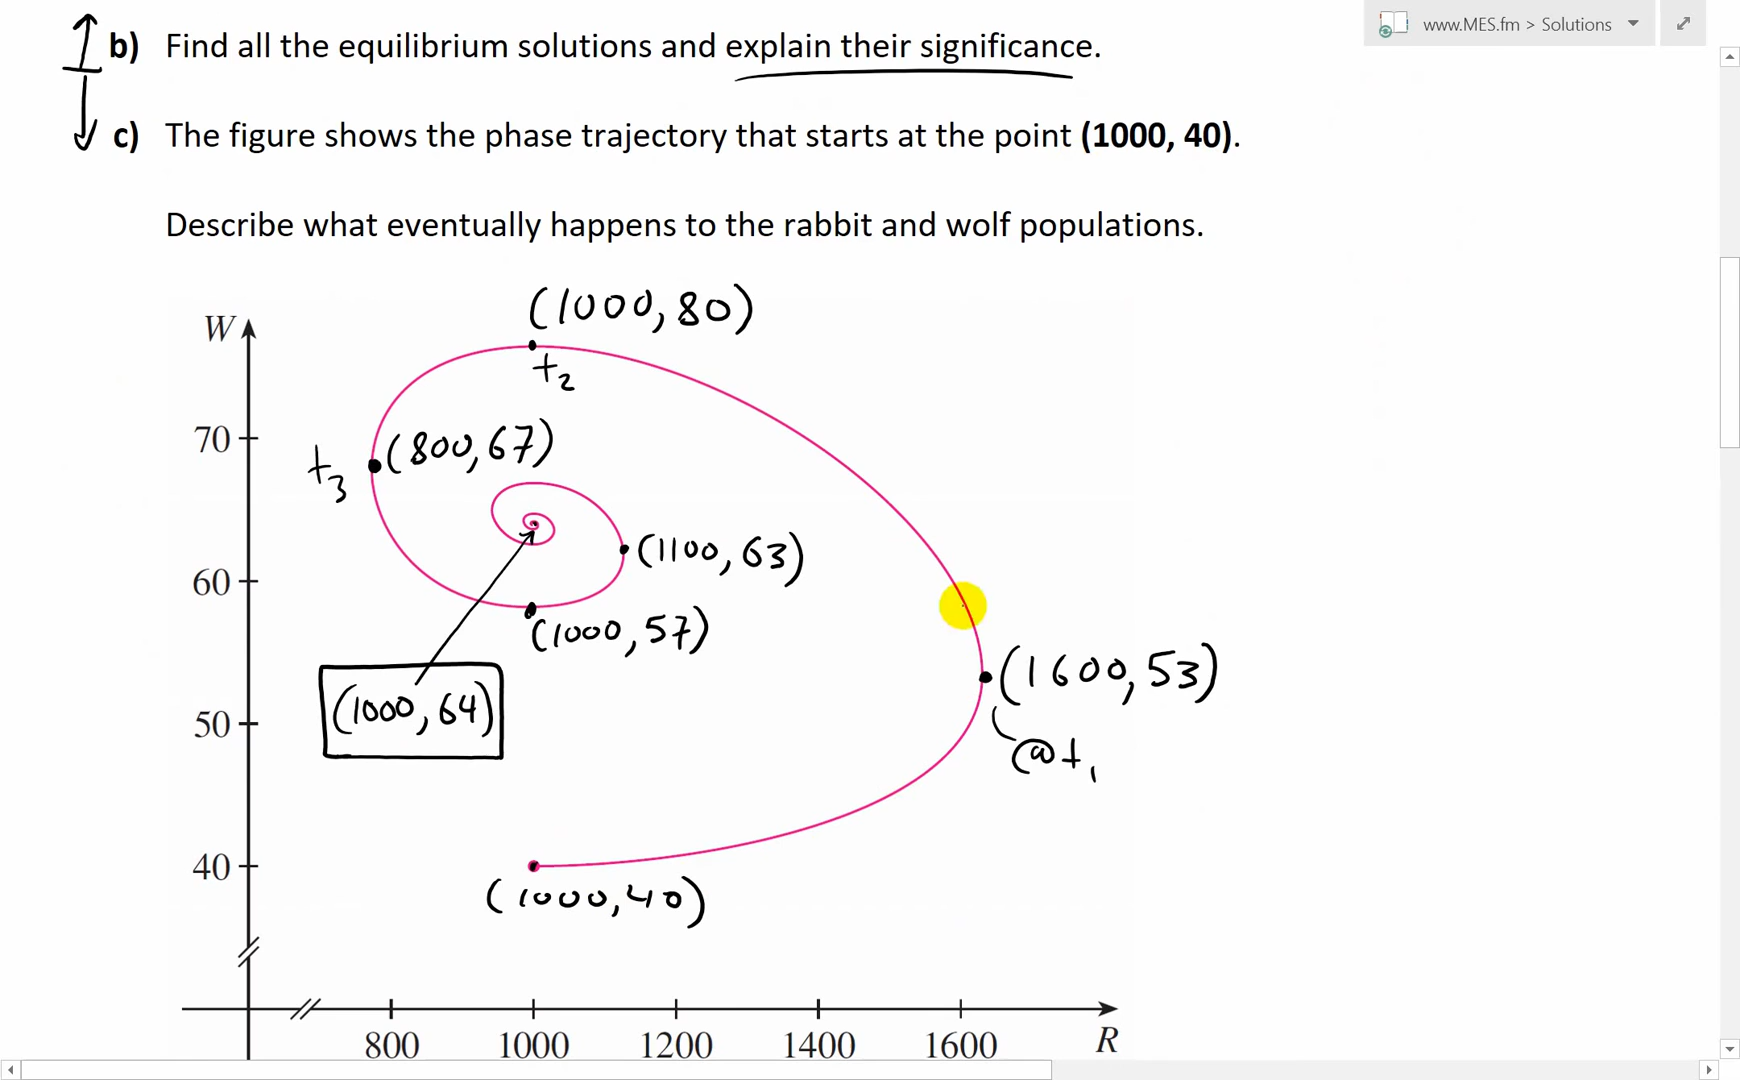 www.MES.fm > Solutions
b) Find all the equilibrium solutions and explain their significance.
c) The figure shows the phase trajectory that starts at the point (1000, 40).
Describe what eventually happens to the rabbit and wolf populations.
(1000, 80)
W
t2
70
(800, 67)
t3
(1100, 63)
60
(1000, 57)
(1600, 53)
(1000, 64)
50
@t1
40
(1000, 40)
800 1000 1200 1400 1600 R